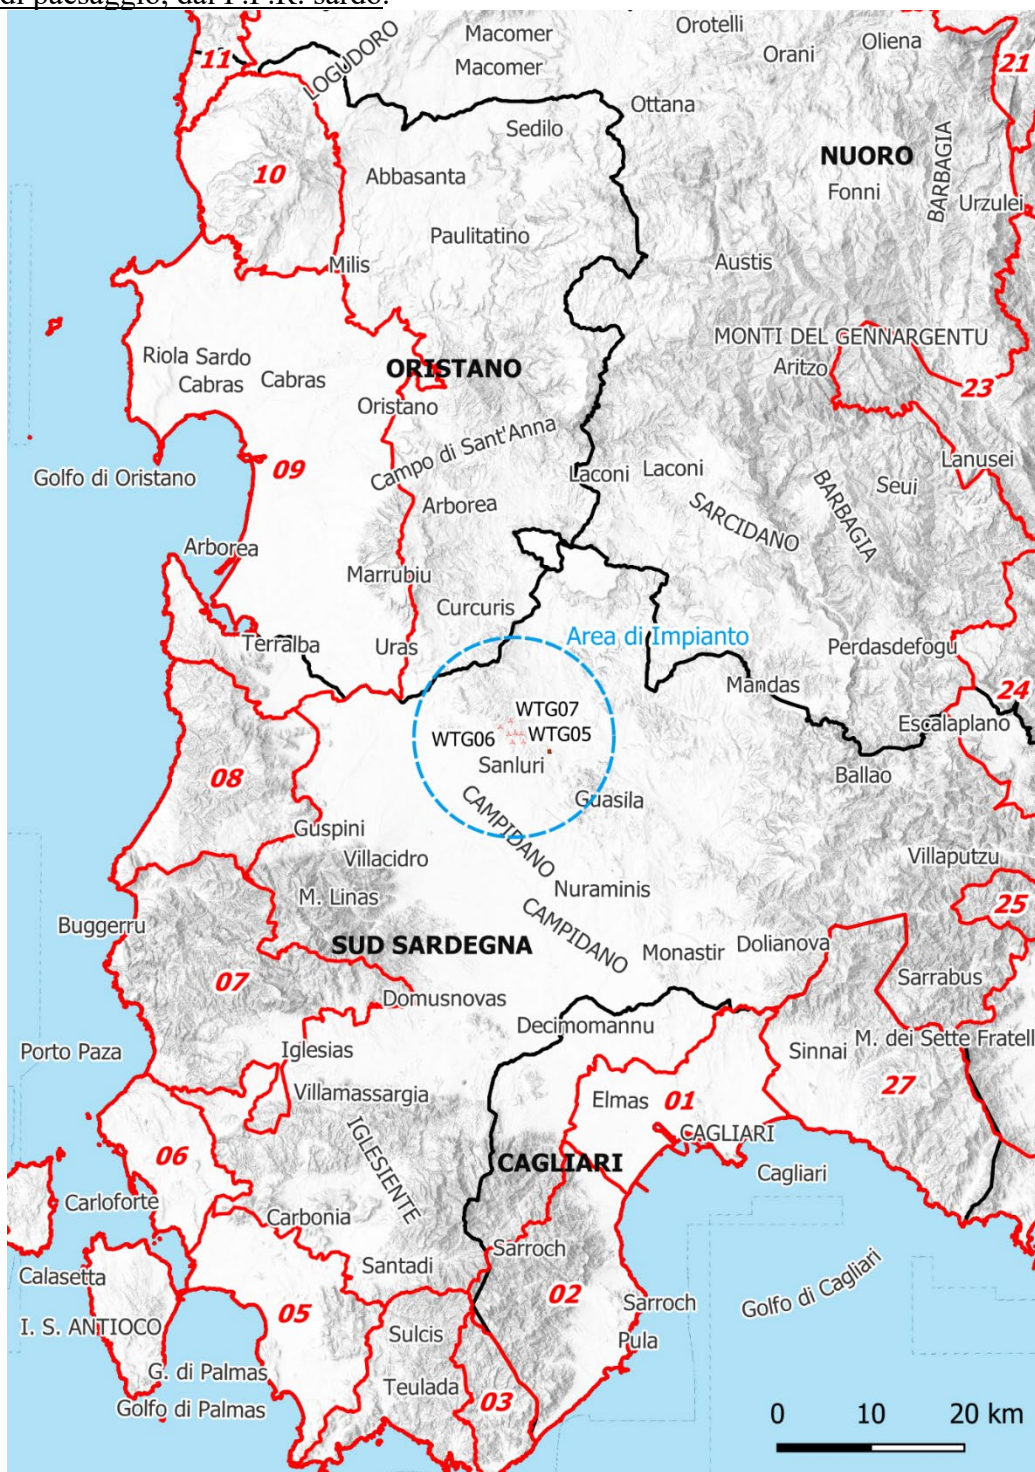 di paesaggio, dal P.P.R. sardo.
Macomer
Orotelli
Oliena
Orani
11
LOGUDORO
Macomer
21
Ottana
Sedilo
NUORO
BARBAGIA
10
Abbasanta
Fonni
Urzulei
Paulitatino
Milis
Austis
MONTI DEL GENNARGENTU
Riola Sardo
Cabras
Cabras
ORISTANO
Aritzo
23
Oristano
Campo di Sant'Anna
Golfo di Oristano
09
Laconi
Laconi
Lanusei
Seui
Arborea
SARCIDANO
BARBAGIA
Arborea
Marrubiu
Curcuris
Terralba
Uras
Area di Impianto
Perdasdefogu
Mandas
24
WTG07
WTG06
WTG05
Escalaplano
Sanluri
08
Guasila
Ballao
Guspini
CAMPIDANO
Villacidro
Villaputzu
M. Linas
Nuraminis
25
Buggerru
SUD SARDEGNA
CAMPIDANO
Monastir
Dolianova
07
Sarrabus
Domusnovas
Decimomannu
Porto Paza
Iglesias
Sinnai
M. dei Sette Fratell
Villamassargia
Elmas
01
27
IGLESIENTE
CAGLIARI
06
CAGLIARI
Cagliari
Carloforte
Carbonia
Santadi
Sarroch
Calasetta
02
Golfo di Cagliari
I. S. ANTIOCO
05
Sulcis
Sarroch
Pula
G. di Palmas
Teulada
03
Golfo di Palmas
0 10 20 km